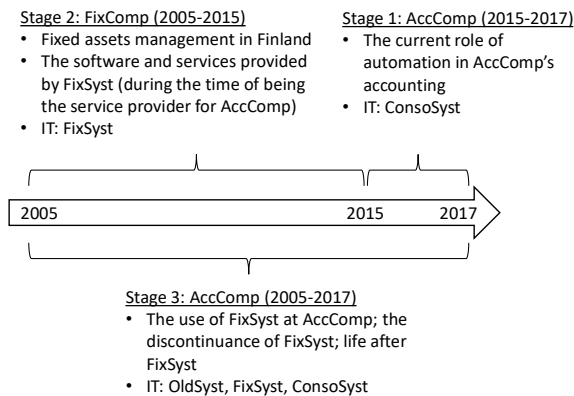 Stage 2: FixComp (2005-2015)
• Fixed assets management in Finland
• The software and services provided
by FixSyst (during the time of being
the service provider for AccComp)
• IT: FixSyst
Stage 1: AccComp (2015-2017)
• The current role of
automation in AccComp’s
accounting
• IT: ConsoSyst
2005 2015 2017
Stage 3: AccComp (2005-2017)
• The use of FixSyst at AccComp; the
discontinuance of FixSyst; life after
FixSyst
• IT: OldSyst, FixSyst, ConsoSyst